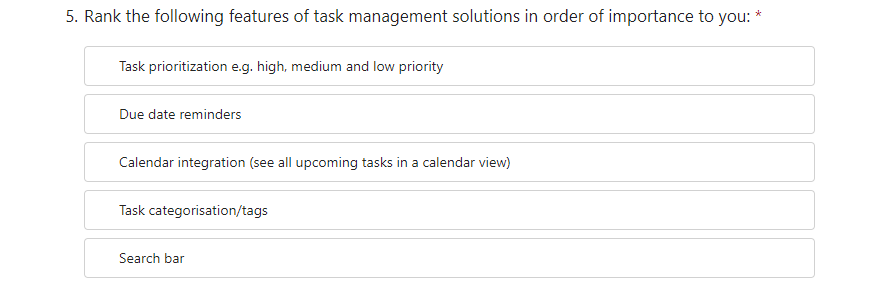 5. Rank the following features of task management solutions in order of importance to you: *
Task prioritization e.g. high, medium and low priority
Due date reminders
Calendar integration (see all upcoming tasks in a calendar view)
Task categorisation/tags
Search bar